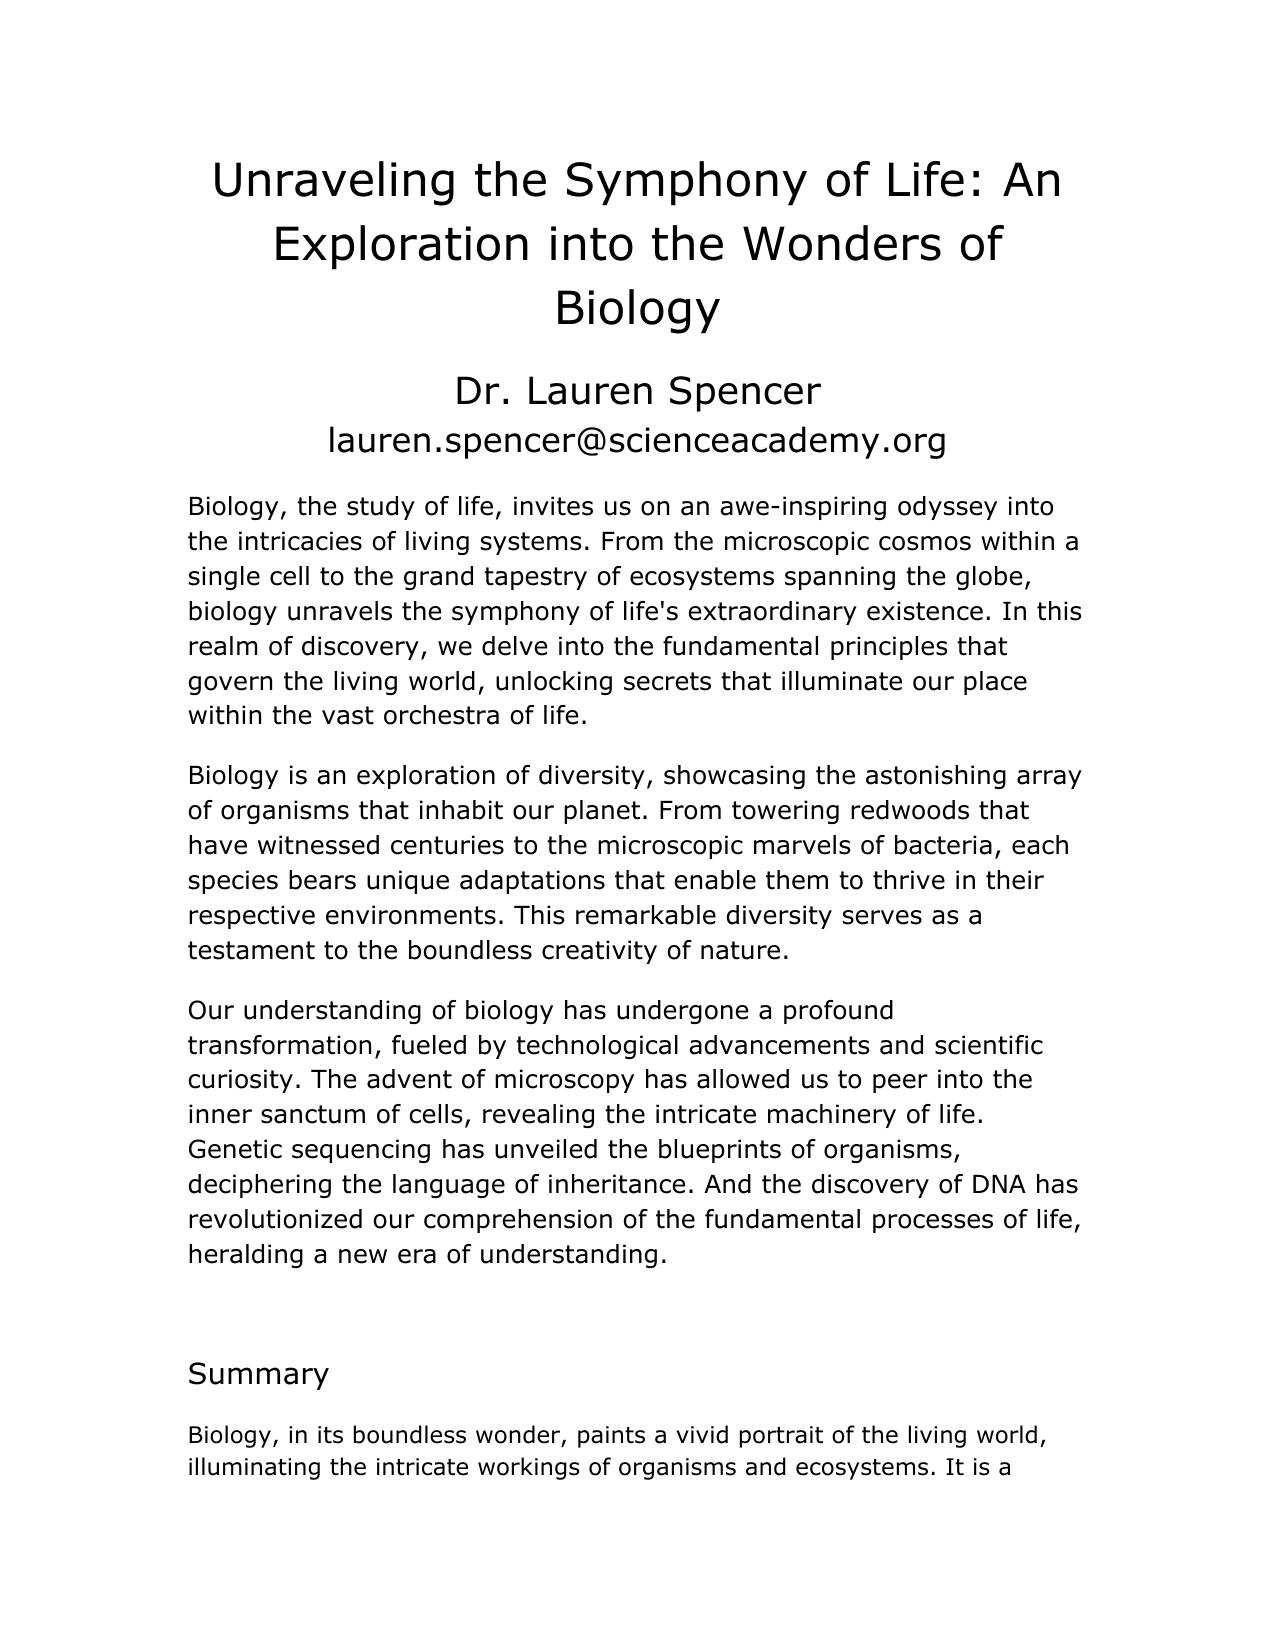 Unraveling the Symphony of Life: An
Exploration into the Wonders of
Biology
Dr. Lauren Spencer
lauren.spencer@scienceacademy.org
Biology, the study of life, invites us on an awe-inspiring odyssey into
the intricacies of living systems. From the microscopic cosmos within a
single cell to the grand tapestry of ecosystems spanning the globe,
biology unravels the symphony of life's extraordinary existence. In this
realm of discovery, we delve into the fundamental principles that
govern the living world, unlocking secrets that illuminate our place
within the vast orchestra of life.
Biology is an exploration of diversity, showcasing the astonishing array
of organisms that inhabit our planet. From towering redwoods that
have witnessed centuries to the microscopic marvels of bacteria, each
species bears unique adaptations that enable them to thrive in their
respective environments. This remarkable diversity serves as a
testament to the boundless creativity of nature.
Our understanding of biology has undergone a profound
transformation, fueled by technological advancements and scientific
curiosity. The advent of microscopy has allowed us to peer into the
inner sanctum of cells, revealing the intricate machinery of life.
Genetic sequencing has unveiled the blueprints of organisms,
deciphering the language of inheritance. And the discovery of DNA has
revolutionized our comprehension of the fundamental processes of life,
heralding a new era of understanding.
Summary
Biology, in its boundless wonder, paints a vivid portrait of the living world,
illuminating the intricate workings of organisms and ecosystems. It is a